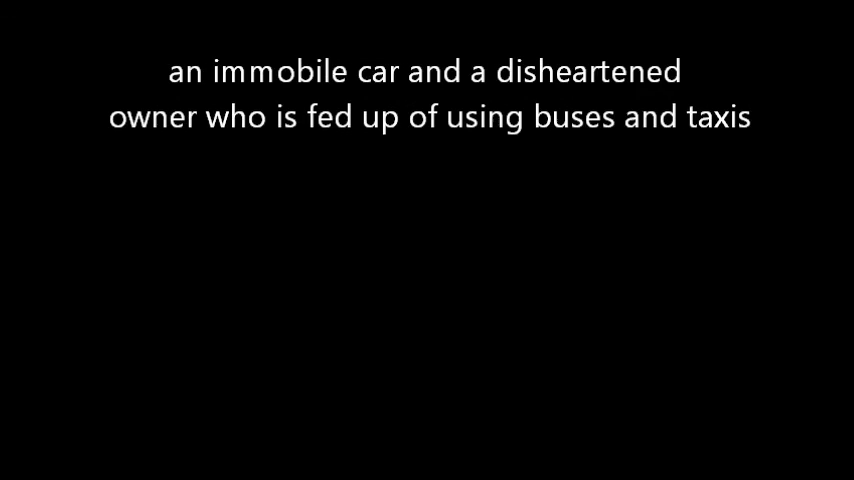 an immobile car and a disheartened
owner who is fed up of using buses and taxis